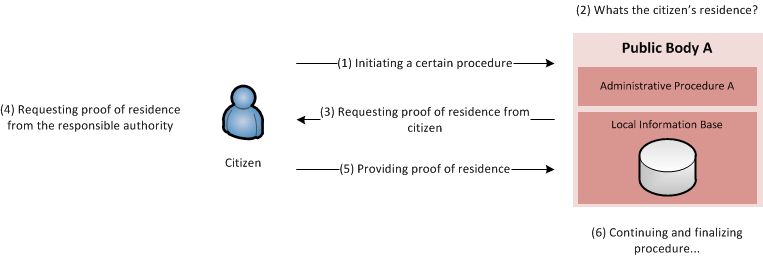 (2) Whats the citizen's residence?
Public Body A
(1) Initiating a certain procedure
Administrative Procedure A
(4) Requesting proof of residence
from the responsible authority
(3) Requesting proof of residence from
citizen
Local Information Base
Citizen
(5) Providing proof of residence
(6) Continuing and finalizing
procedure...